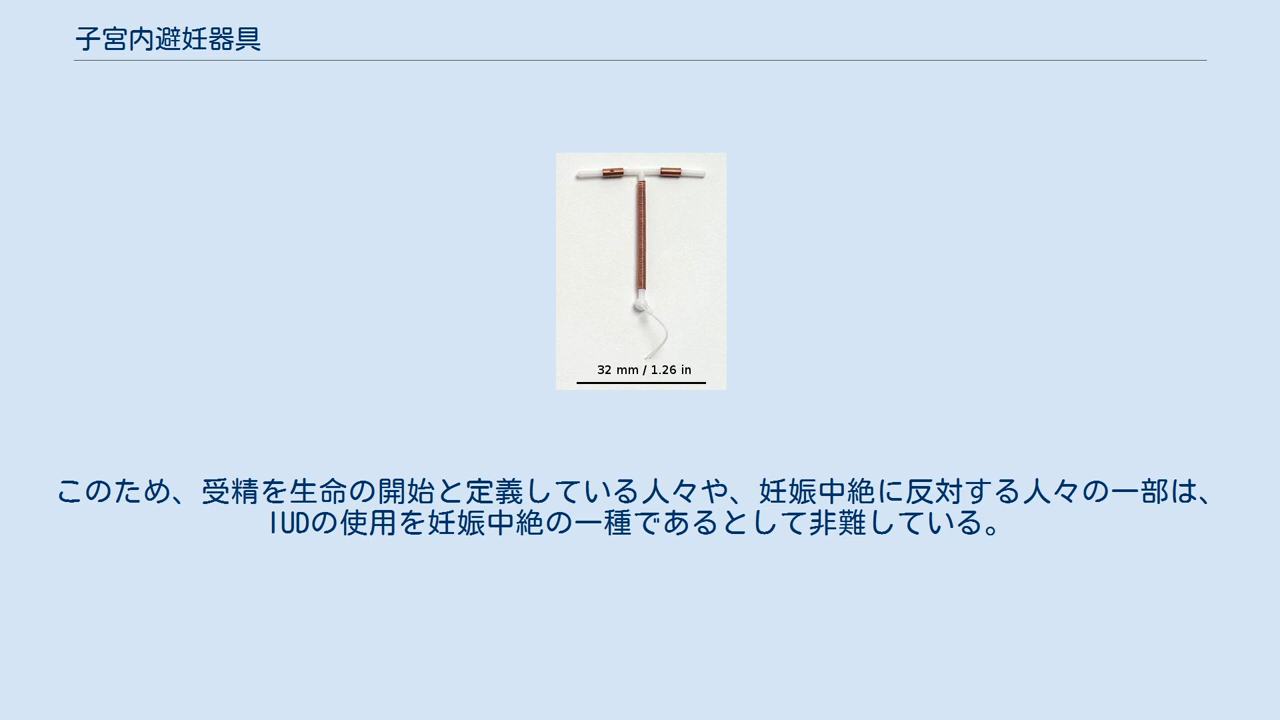 子宮内避妊器具
32 mm / 1.26 in
このため、受精を生命の開始と定義している人々や、妊娠中絶に反対する人々の一部は、
IUDの使用を妊娠中絶の一種であるとして非難している。